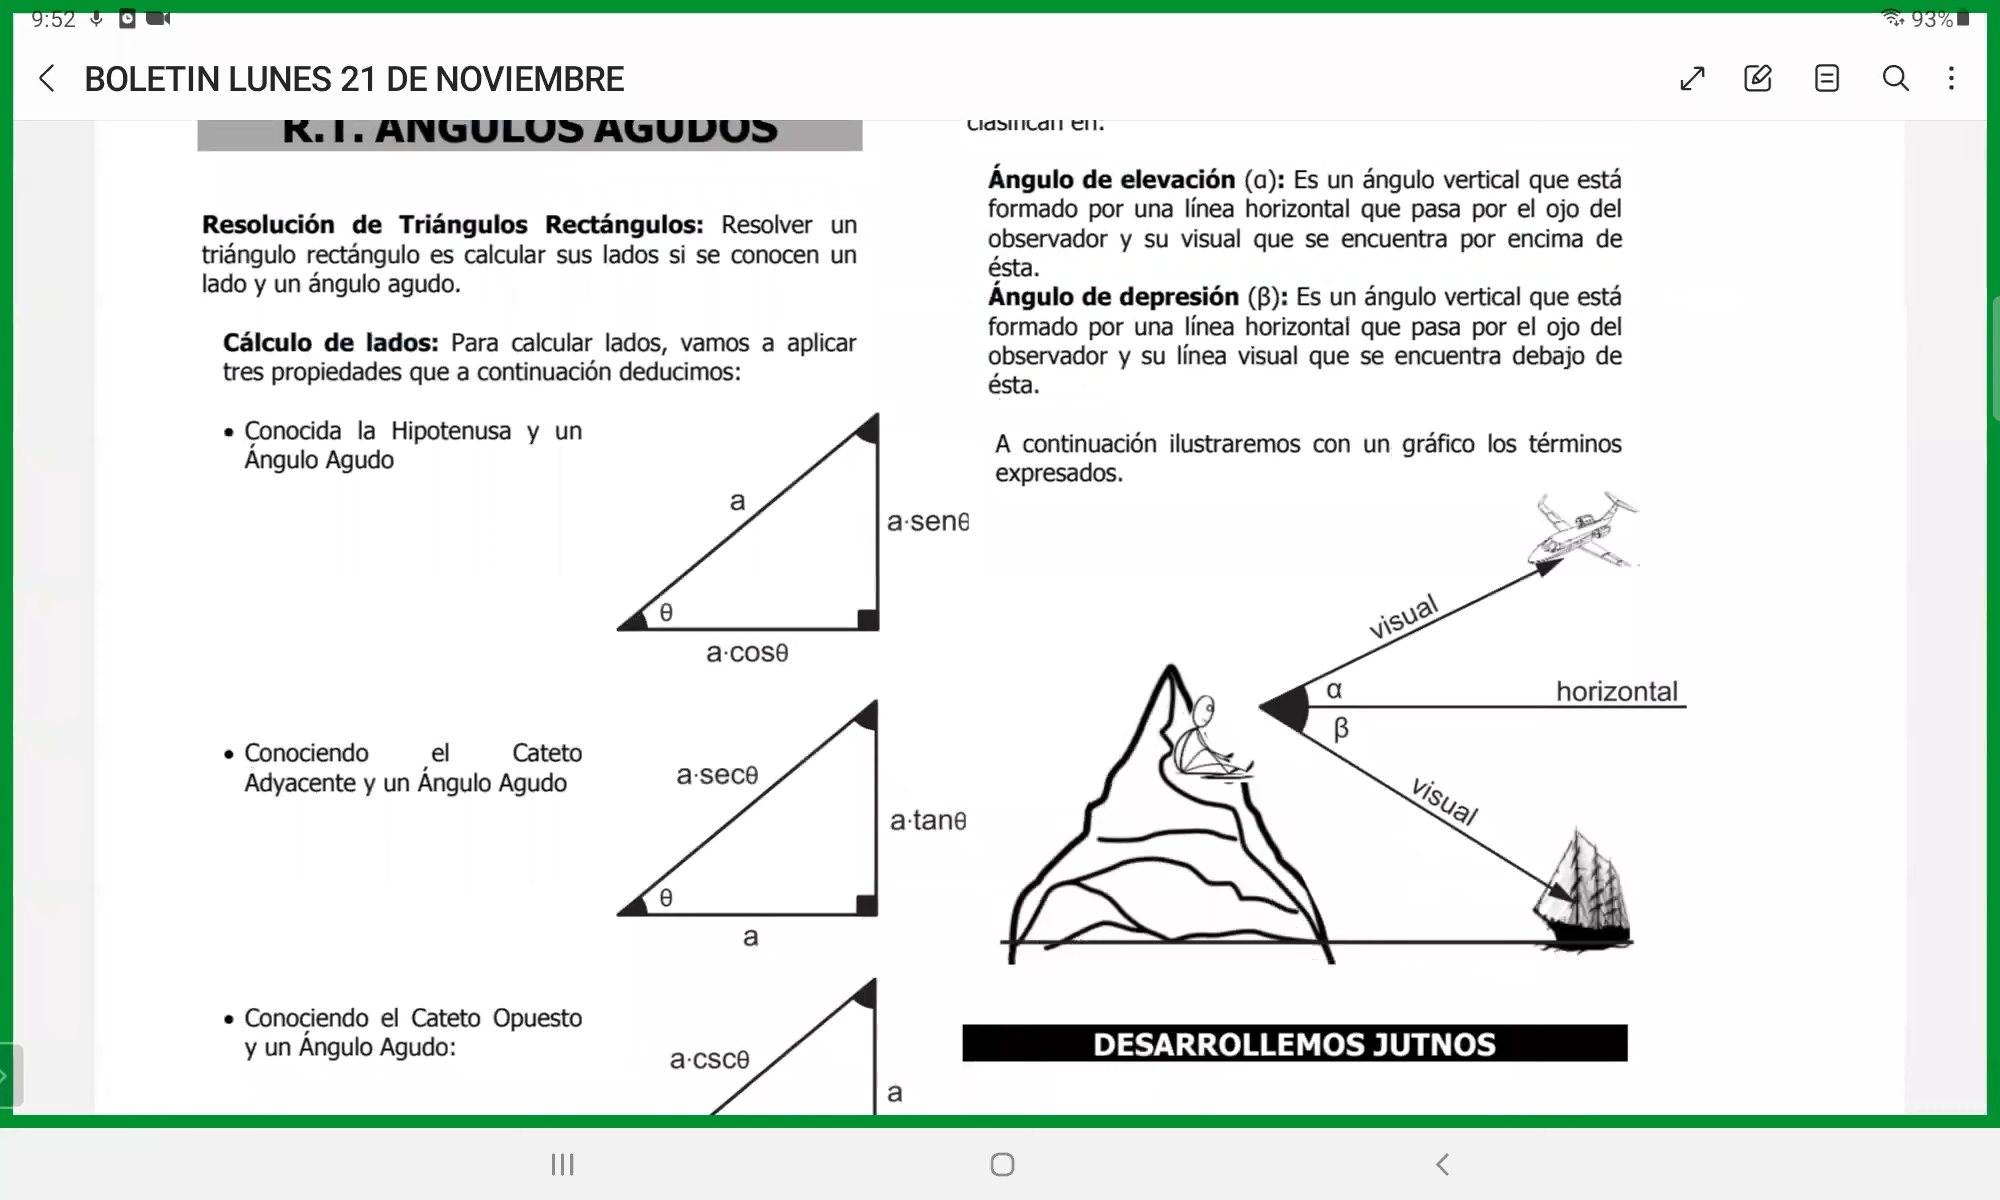 9:52
93%
BOLETIN LUNES 21 DE NOVIEMBRE
R.T. ANGULOS AGUDOS
Resolución de Triángulos Rectángulos: Resolver un
triángulo rectángulo es calcular sus lados si se conocen un
lado y un ángulo agudo.
Cálculo de lados: Para calcular lados, vamos a aplicar
tres propiedades que a continuación deducimos:
• Conocida la Hipotenusa y un
Ángulo Agudo
a
a·senθ
θ
a·cosθ
• Conociendo el Cateto
Adyacente y un Ángulo Agudo
a·secθ
a·tanθ
θ
a
• Conociendo el Cateto Opuesto
y un Ángulo Agudo:
a·cscθ
a
clasifican en:
Ángulo de elevación (α): Es un ángulo vertical que está
formado por una línea horizontal que pasa por el ojo del
observador y su visual que se encuentra por encima de
ésta.
Ángulo de depresión (β): Es un ángulo vertical que está
formado por una línea horizontal que pasa por el ojo del
observador y su línea visual que se encuentra debajo de
ésta.
A continuación ilustraremos con un gráfico los términos
expresados.
visual
α
horizontal
β
visual
DESARROLLEMOS JUTNOS